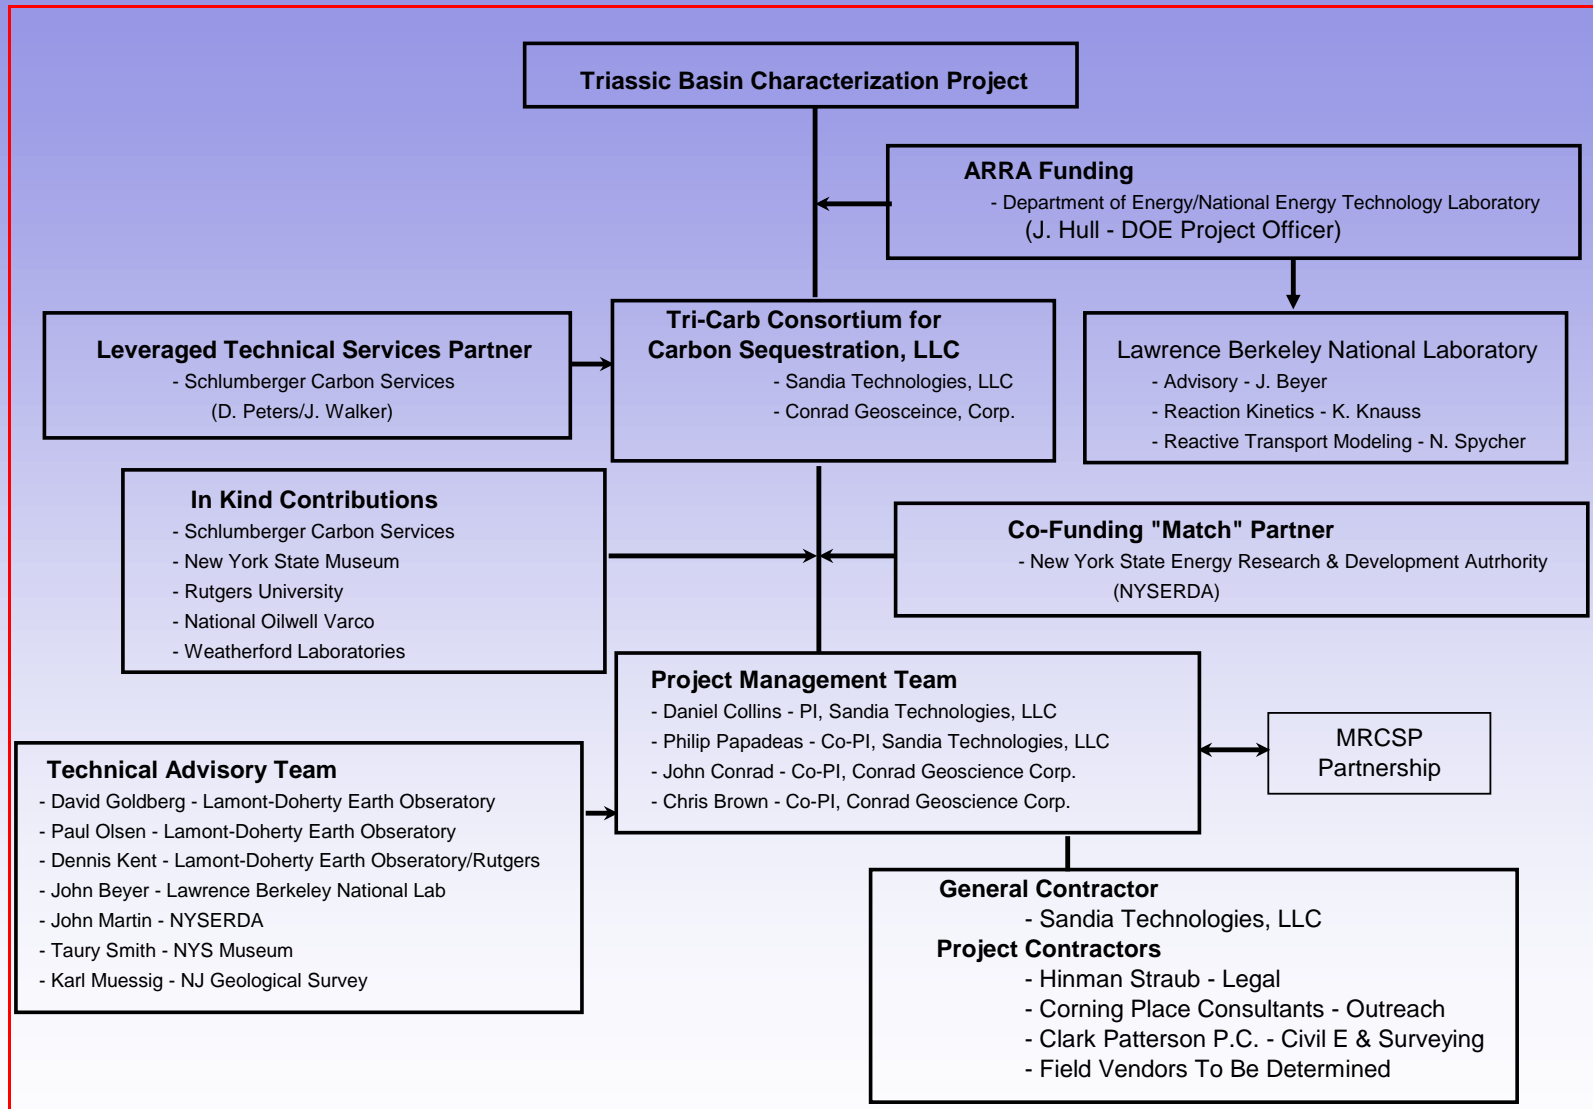 Triassic Basin Characterization Project
ARRA Funding
- Department of Energy/National Energy Technology Laboratory
(J. Hull - DOE Project Officer)
Tri-Carb Consortium for
Carbon Sequestration, LLC
- Sandia Technologies, LLC
- Conrad Geosceince, Corp.
Leveraged Technical Services Partner
- Schlumberger Carbon Services
(D. Peters/J. Walker)
Lawrence Berkeley National Laboratory
- Advisory - J. Beyer
- Reaction Kinetics - K. Knauss
- Reactive Transport Modeling - N. Spycher
In Kind Contributions
- Schlumberger Carbon Services
- New York State Museum
- Rutgers University
- National Oilwell Varco
- Weatherford Laboratories
Co-Funding "Match" Partner
- New York State Energy Research & Development Autrhority
(NYSERDA)
Project Management Team
- Daniel Collins - PI, Sandia Technologies, LLC
- Philip Papadeas - Co-PI, Sandia Technologies, LLC
- John Conrad - Co-PI, Conrad Geoscience Corp.
- Chris Brown - Co-PI, Conrad Geoscience Corp.
MRCSP
Partnership
Technical Advisory Team
- David Goldberg - Lamont-Doherty Earth Observatory
- Paul Olsen - Lamont-Doherty Earth Observatory
- Dennis Kent - Lamont-Doherty Earth Observatory/Rutgers
- John Beyer - Lawrence Berkeley National Lab
- John Martin - NYSERDA
- Taury Smith - NYS Museum
- Karl Muessig - NJ Geological Survey
General Contractor
- Sandia Technologies, LLC
Project Contractors
- Hinman Straub - Legal
- Corning Place Consultants - Outreach
- Clark Patterson P.C. - Civil E & Surveying
- Field Vendors To Be Determined